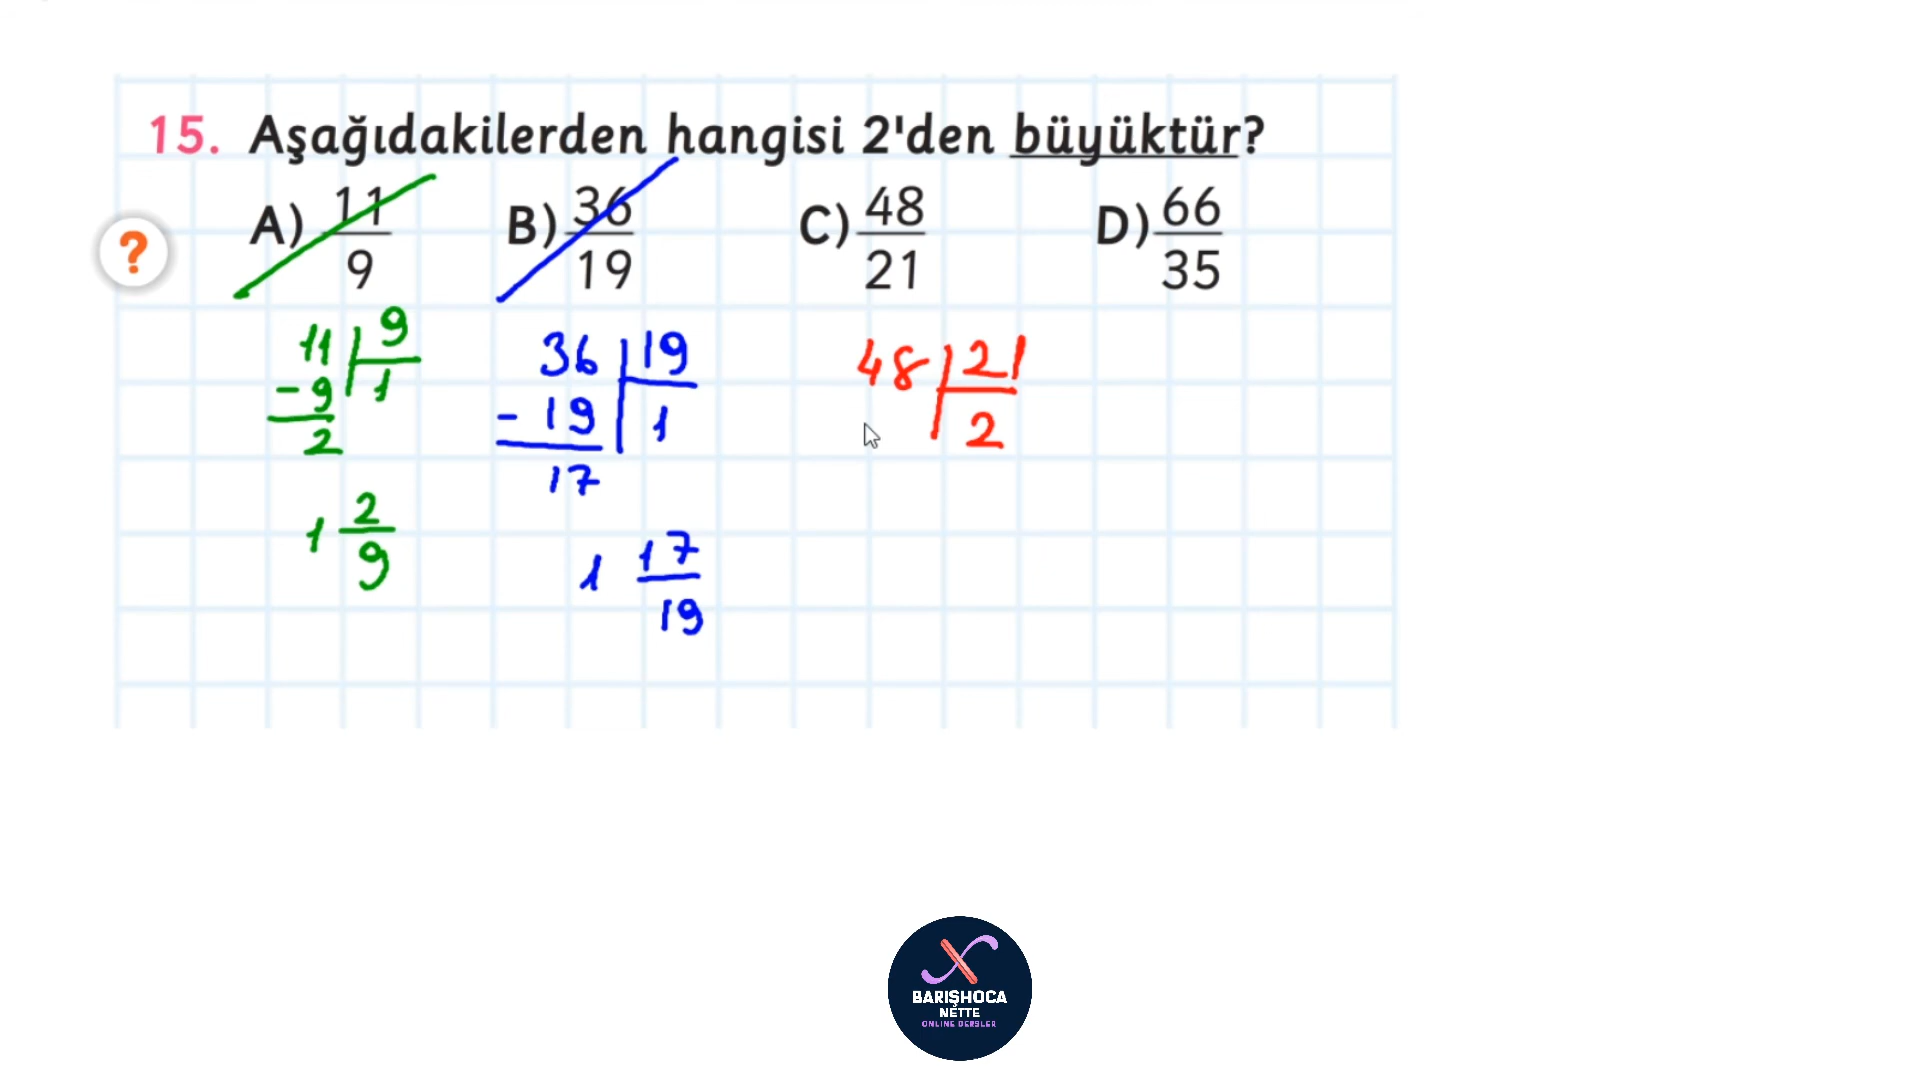 15. Aşağıdakilerden hangisi 2'den büyüktür?
A) 11/9 B) 36/19 C) 48/21 D) 66/35
?
11 | 9
- 9 | 1
2
1 2/9
36 | 19
- 19 | 1
17
1 17/19
48 | 21
2
BARIŞHOCA
NETTE
ONLINE DERSLER